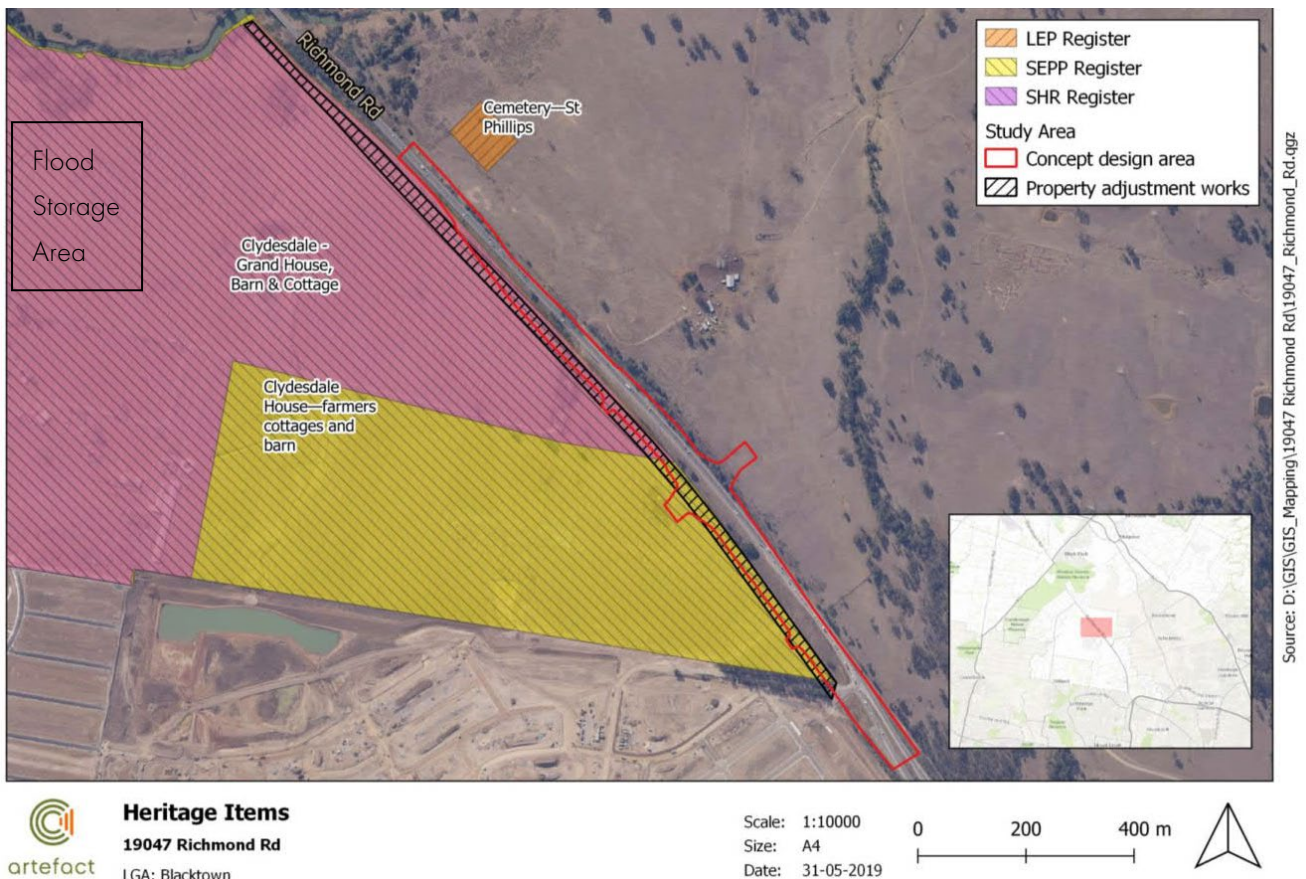 Richmond Rd
Cemetery—St
Phillips
Flood
Storage
Area
Clydesdale -
Grand House,
Barn & Cottage
Clydesdale
House—farmers
cottages and
barn
LEP Register
SEPP Register
SHR Register
Study Area
Concept design area
Property adjustment works
Source: D:\GIS\GIS_Mapping\19047 Richmond Rd\19047_Richmond_Rd.qgz
artefact
Heritage Items
19047 Richmond Rd
LGA: Blacktown
Scale: 1:10000
Size: A4
Date: 31-05-2019
0 200 400 m